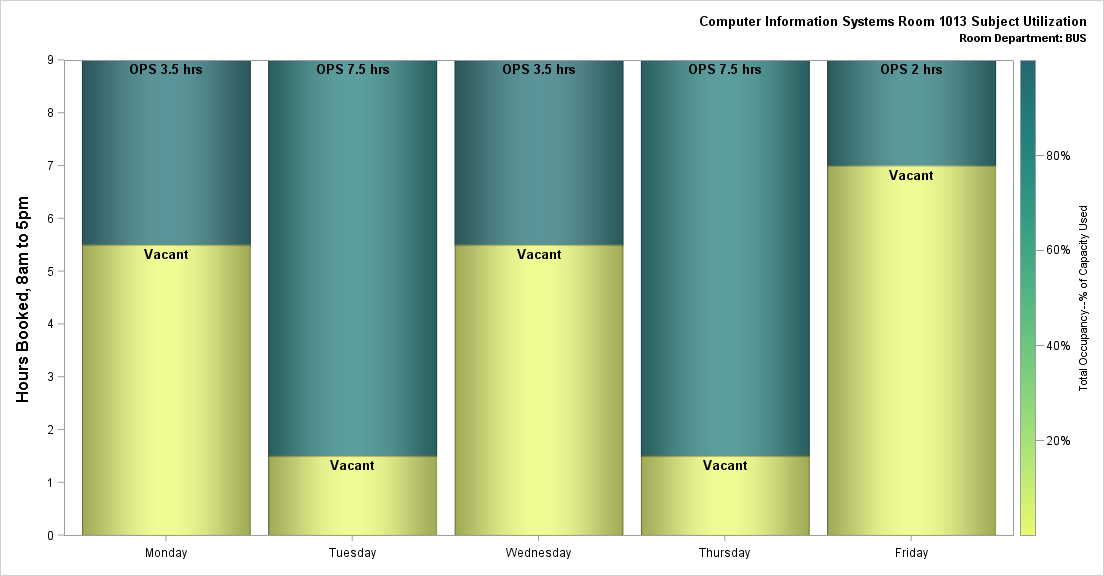 Computer Information Systems Room 1013 Subject Utilization
Room Department: BUS
Hours Booked, 8am to 5pm
9
8
7
6
5
4
3
2
1
0
OPS 3.5 hrs
OPS 7.5 hrs
OPS 3.5 hrs
OPS 7.5 hrs
OPS 2 hrs
Vacant
Vacant
Vacant
Vacant
Vacant
Monday
Tuesday
Wednesday
Thursday
Friday
80%
60%
40%
20%
Total Occupancy--% of Capacity Used